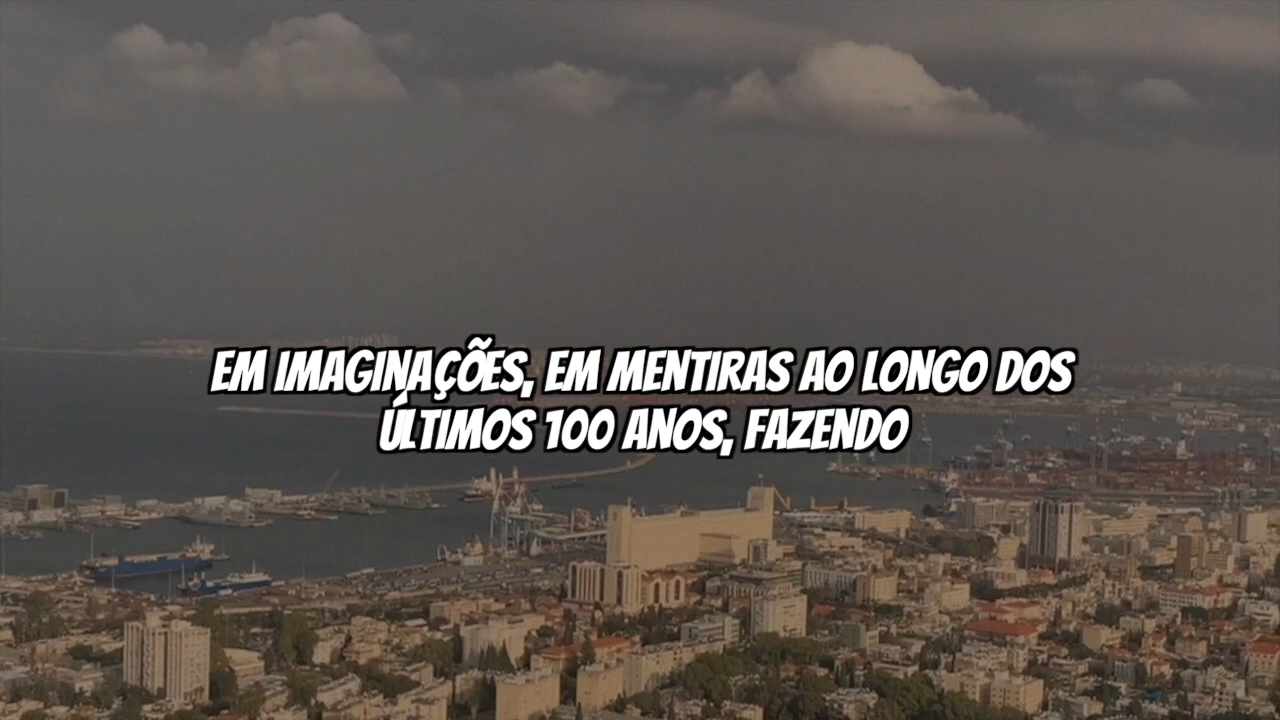 EM IMAGINAÇÕES, EM MENTIRAS AO LONGO DOS
ÚLTIMOS 100 ANOS, FAZENDO